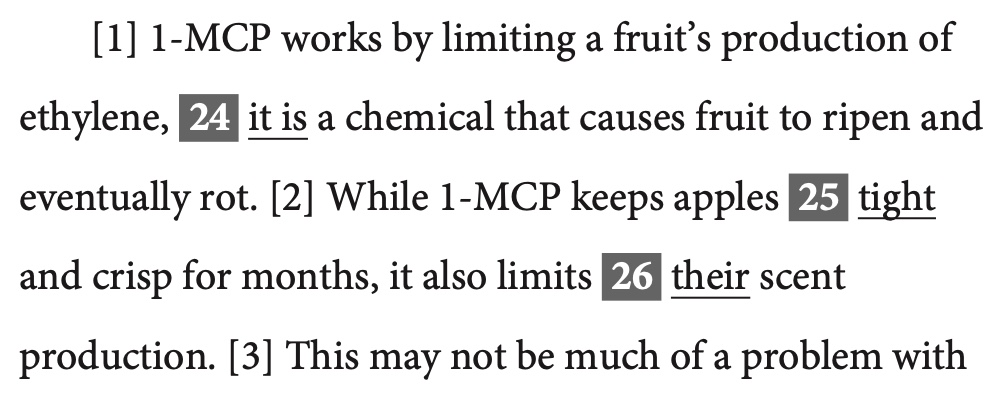 [1] 1-MCP works by limiting a fruit’s production of
ethylene, 24 it is a chemical that causes fruit to ripen and
eventually rot. [2] While 1-MCP keeps apples 25 tight
and crisp for months, it also limits 26 their scent
production. [3] This may not be much of a problem with